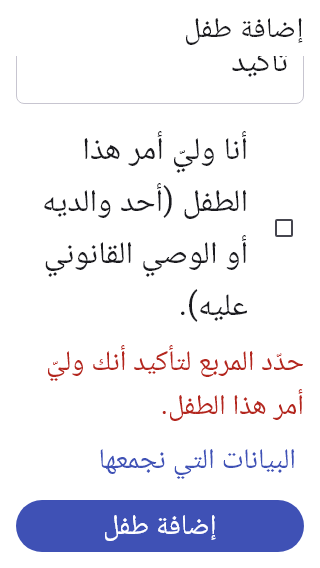 إضافة طفل
تأكيد
أنا وليّ أمر هذا
الطفل (أحد والديه
أو الوصي القانوني
عليه).
حدّد المربع لتأكيد أنك وليّ
أمر هذا الطفل.
البيانات التي نجمعها
إضافة طفل